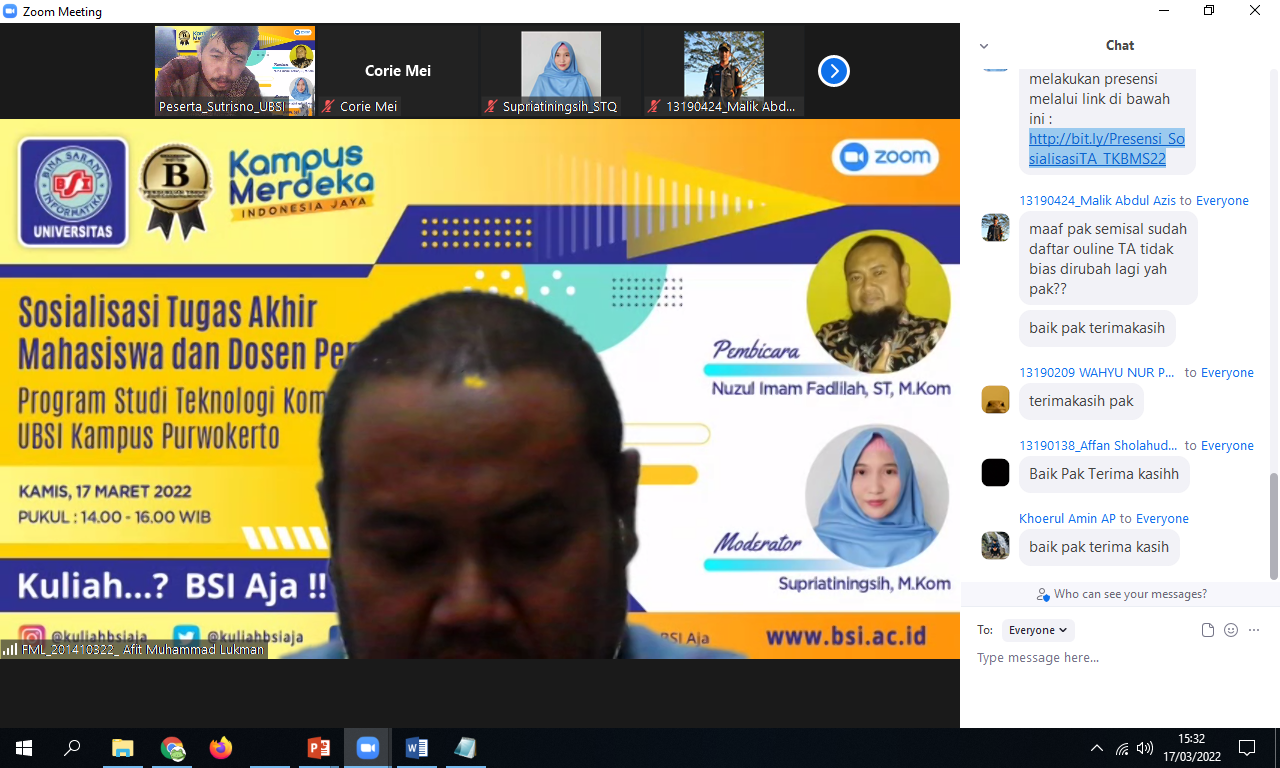 Zoom Meeting
Peserta_Sutrisno_UBSI
Corie Mei
Corie Mei
Supriatiningsih_STQ
13190424_Malik Abd...
BINA SARANA
BSI
INFORMATIKA
UNIVERSITAS
B
Kampus
Merdeka
INDONESIA JAYA
zoom
Sosialisasi Tugas Akhir
Mahasiswa dan Dosen Pe
Program Studi Teknologi Kom
UBSI Kampus Purwokerto
KAMIS, 17 MARET 2022
PUKUL : 14.00 - 16.00 WIB
Pembicara
Nuzul Imam Fadlilah, ST, M.Kom
Moderator
Supriatiningsih, M.Kom
Kuliah...? BSI Aja !!
@kuliahbsiaja
@kuliahbsiaja
BSI Aja
www.bsi.ac.id
FML_201410322_ Afit Muhammad Lukman
Chat
melakukan presensi
melalui link di bawah
ini :
http://bit.ly/Presensi_So
sialisasiTA_TKBMS22
13190424_Malik Abdul Azis to Everyone
maaf pak semisal sudah
daftar ouline TA tidak
bias dirubah lagi yah
pak??
baik pak terimakasih
13190209 WAHYU NUR P... to Everyone
terimakasih pak
13190138_Affan Sholahud... to Everyone
Baik Pak Terima kasihh
Khoerul Amin AP to Everyone
baik pak terima kasih
Who can see your messages?
To: Everyone
Type message here...
15:32
17/03/2022